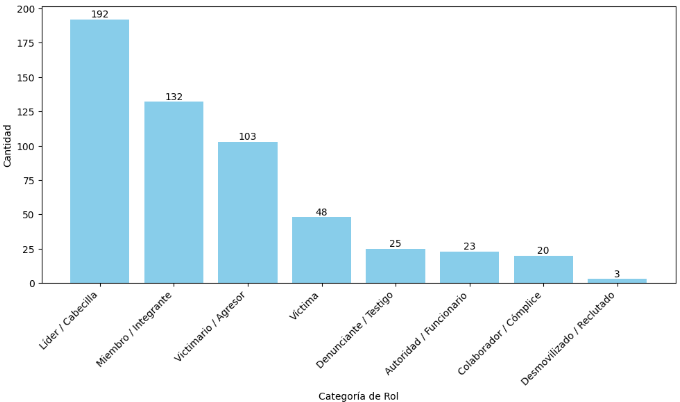 200
175
150
125
100
75
50
25
0
Cantidad
192
132
103
48
25
23
20
3
Líder / Cabecilla
Miembro / Integrante
Victimario / Agresor
Víctima
Denunciante / Testigo
Autoridad / Funcionario
Colaborador / Cómplice
Desmovilizado / Reclutado
Categoría de Rol